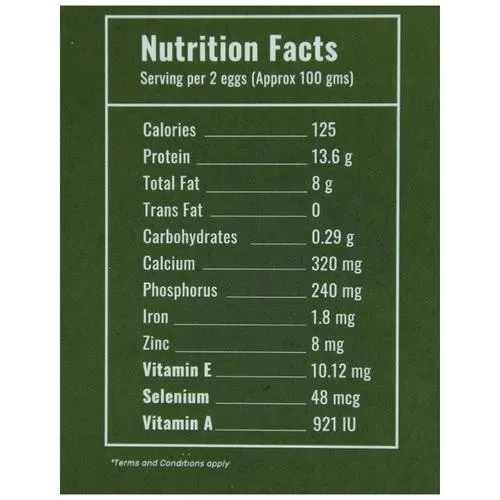 Nutrition Facts
Serving per 2 eggs (Approx 100 gms)
Calories 125
Protein 13.6 g
Total Fat 8 g
Trans Fat 0
Carbohydrates 0.29 g
Calcium 320 mg
Phosphorus 240 mg
Iron 1.8 mg
Zinc 8 mg
Vitamin E 10.12 mg
Selenium 48 mcg
Vitamin A 921 IU
*Terms and Conditions apply